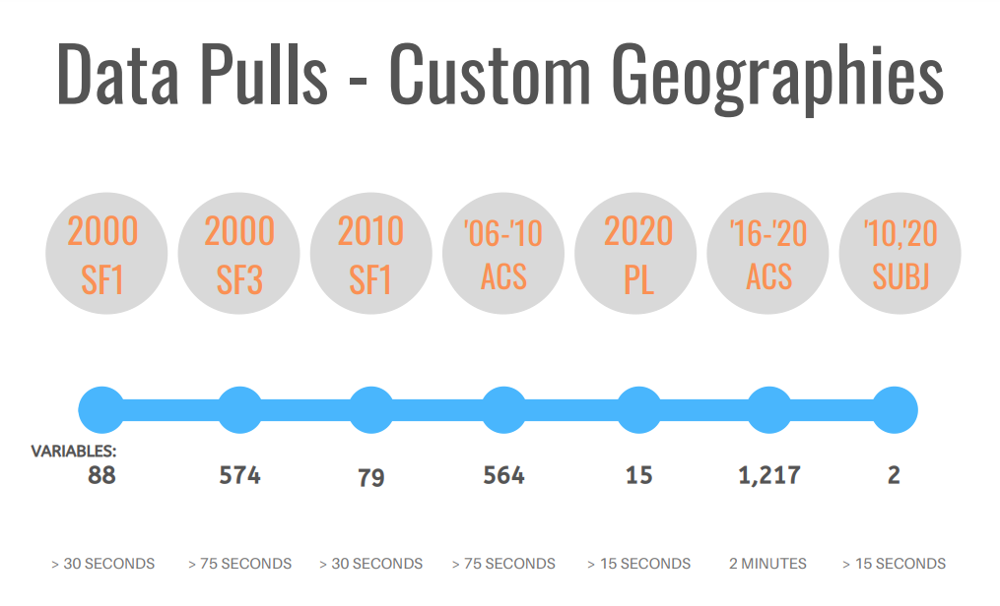 Data Pulls - Custom Geographies
2000
SF1
2000
SF3
2010
SF1
'06-'10
ACS
2020
PL
'16-'20
ACS
'10,'20
SUBJ
VARIABLES:
88
574
79
564
15
1,217
2
> 30 SECONDS
> 75 SECONDS
> 30 SECONDS
> 75 SECONDS
> 15 SECONDS
2 MINUTES
> 15 SECONDS